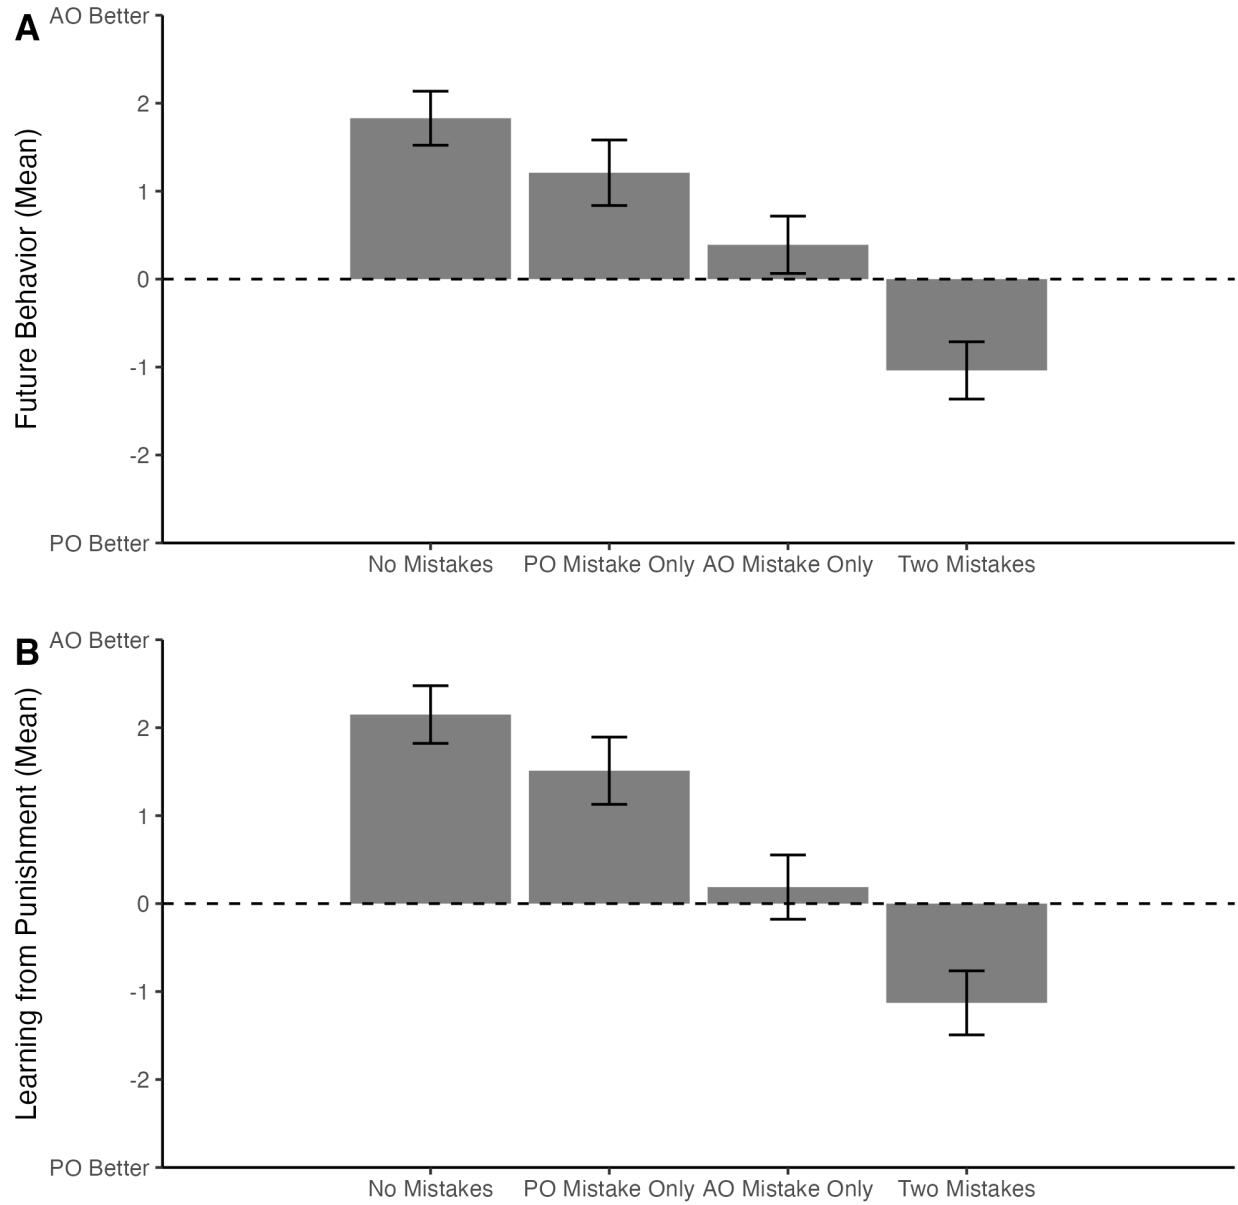 A
AO Better
2
1
0
-1
-2
PO Better
Future Behavior (Mean)
No Mistakes PO Mistake Only AO Mistake Only Two Mistakes
B
AO Better
2
1
0
-1
-2
PO Better
Learning from Punishment (Mean)
No Mistakes PO Mistake Only AO Mistake Only Two Mistakes